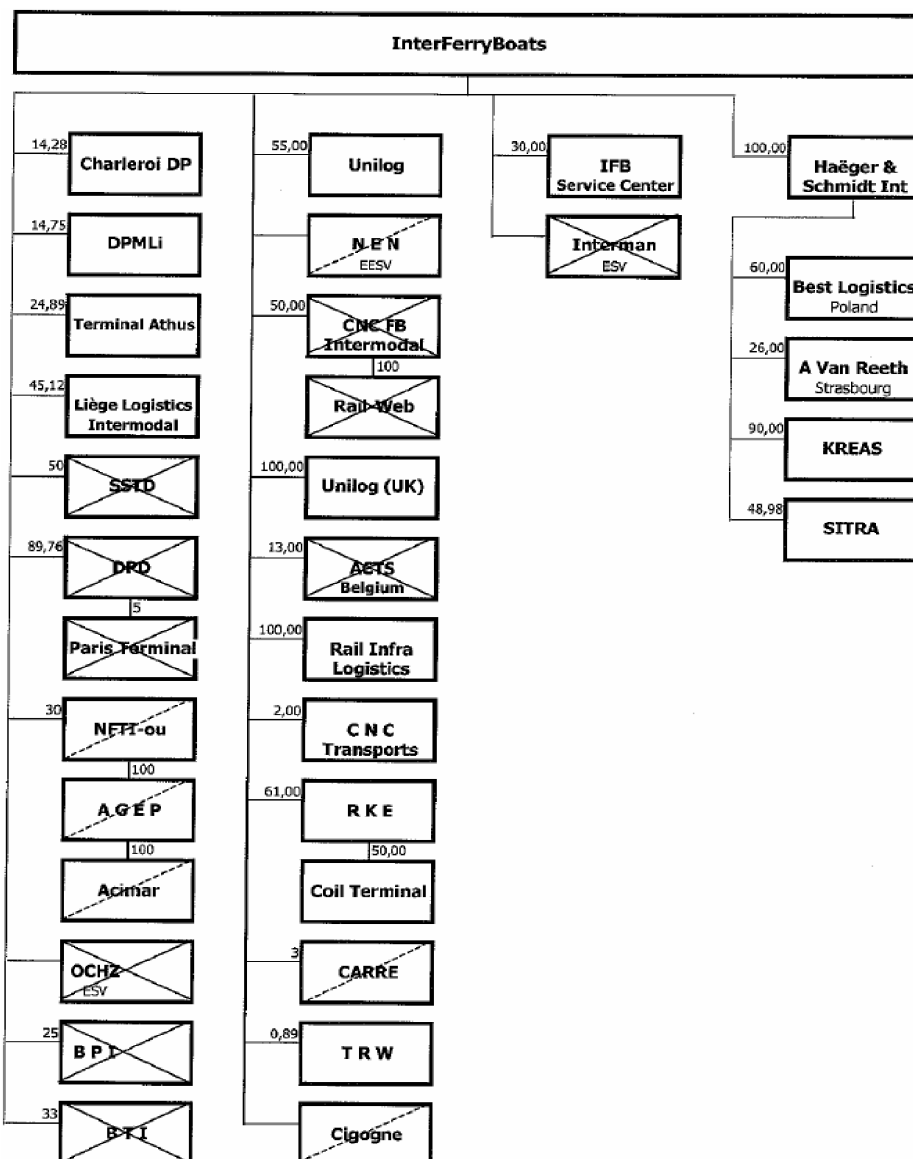 InterFerryBoats
14,28
Charleroi DP
14,75
DPMLi
24,89
Terminal Athus
45,12
Liège Logistics
Intermodal
50
SSTD
89,76
DPD
5
Paris Terminal
30
NFTI-ou
100
A G E P
100
Acimar
OCHZ
ESV
25
B P I
33
B T I
55,00
Unilog
N E N
EESV
50,00
CNC FB
Intermodal
100
Rail-Web
100,00
Unilog (UK)
13,00
ACTS
Belgium
100,00
Rail Infra
Logistics
2,00
C N C
Transports
61,00
R K E
50,00
Coil Terminal
3
CARRE
0,89
T R W
Cigogne
30,00
IFB
Service Center
Interman
ESV
100,00
Haëger &
Schmidt Int
60,00
Best Logistics
Poland
26,00
A Van Reeth
Strasbourg
90,00
KREAS
48,98
SITRA